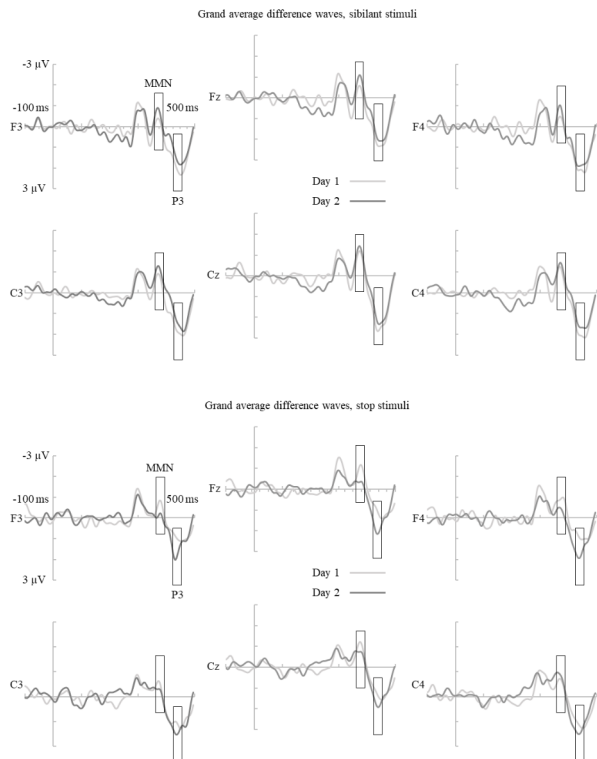 Grand average difference waves, sibilant stimuli
-3 µV
MMN
-100 ms
500 ms
Fz
F3
F4
Day 1
3 µV
Day 2
P3
C3
Cz
C4
Grand average difference waves, stop stimuli
-3 µV
MMN
-100 ms
500 ms
Fz
F3
F4
Day 1
3 µV
Day 2
P3
Cz
C3
C4